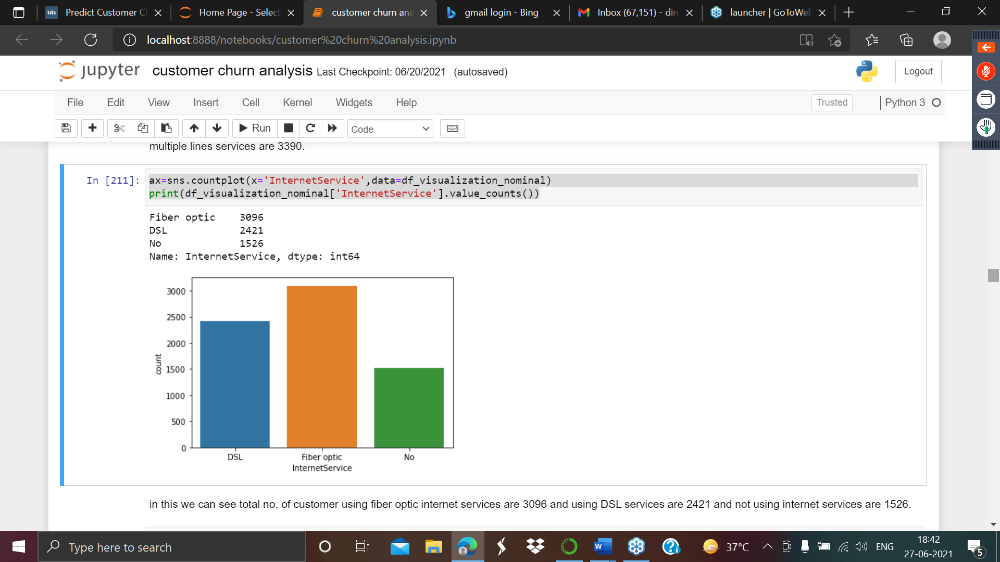 tds Predict Customer C
Home Page - Select
customer churn ana
gmail login - Bing
Inbox (67,151) - din
launcher | GoToWeb
localhost:8888/notebooks/customer%20churn%20analysis.ipynb
jupyter customer churn analysis Last Checkpoint: 06/20/2021 (autosaved)
Logout
File Edit View Insert Cell Kernel Widgets Help
Trusted
Python 3
Run
Code
multiple lines services are 3390.
In [211]: ax=sns.countplot(x='InternetService',data=df_visualization_nominal)
print(df_visualization_nominal['InternetService'].value_counts())
Fiber optic 3096
DSL 2421
No 1526
Name: InternetService, dtype: int64
3000
2500
2000
1500
1000
500
0
count
DSL Fiber optic No
InternetService
in this we can see total no. of customer using fiber optic internet services are 3096 and using DSL services are 2421 and not using internet services are 1526.
Type here to search
37°C
ENG
18:42
27-06-2021
5